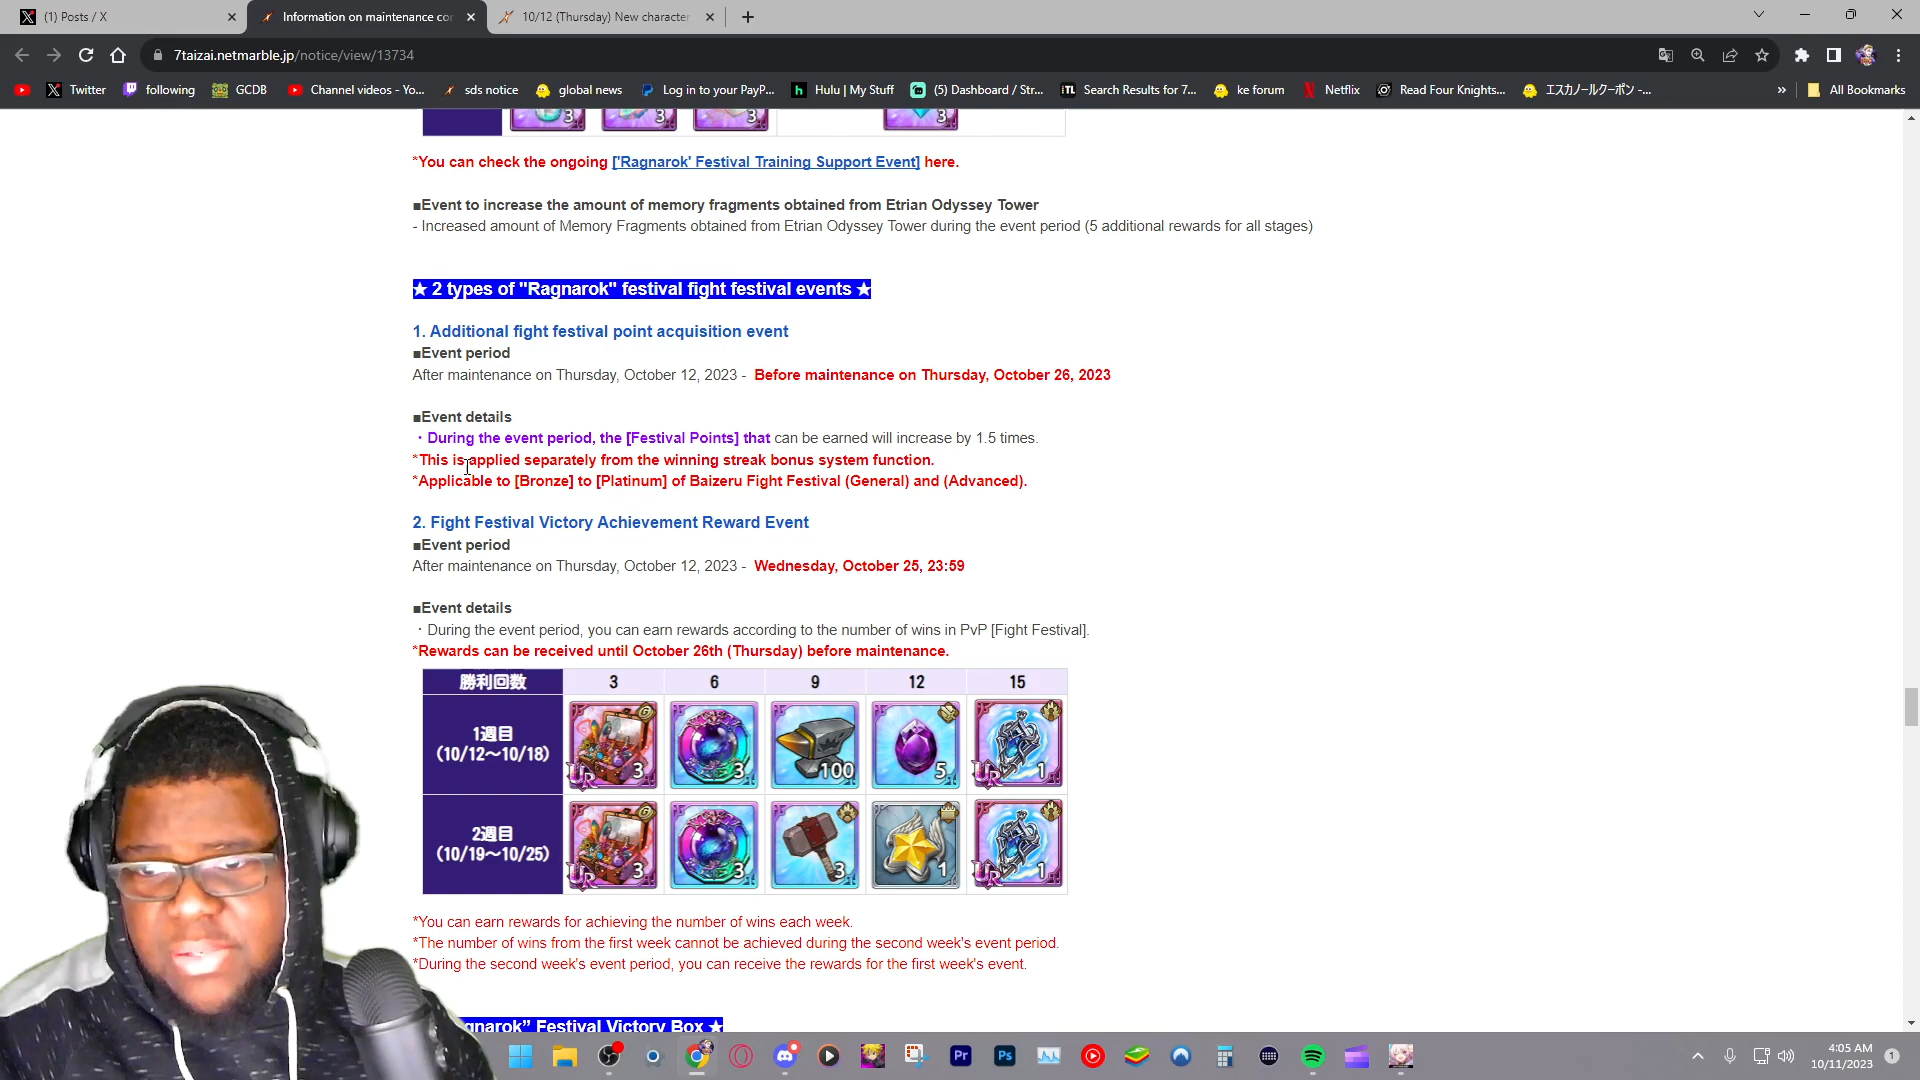 (1) Posts / X
Information on maintenance co
10/12 (Thursday) New character
7taizai.netmarble.jp/notice/view/13734
Twitter
following
GCDB
Channel videos - Yo...
sds notice
global news
Log in to your PayP...
Hulu | My Stuff
(5) Dashboard / Str...
Search Results for 7...
ke forum
Netflix
Read Four Knights...
エスカノールクーポン -...
»
All Bookmarks
3 3 3 3
*You can check the ongoing ['Ragnarok' Festival Training Support Event] here.
■Event to increase the amount of memory fragments obtained from Etrian Odyssey Tower
- Increased amount of Memory Fragments obtained from Etrian Odyssey Tower during the event period (5 additional rewards for all stages)
★ 2 types of "Ragnarok" festival fight festival events ★
1. Additional fight festival point acquisition event
■Event period
After maintenance on Thursday, October 12, 2023 - Before maintenance on Thursday, October 26, 2023
■Event details
・During the event period, the [Festival Points] that can be earned will increase by 1.5 times.
*This is applied separately from the winning streak bonus system function.
*Applicable to [Bronze] to [Platinum] of Baizeru Fight Festival (General) and (Advanced).
2. Fight Festival Victory Achievement Reward Event
■Event period
After maintenance on Thursday, October 12, 2023 - Wednesday, October 25, 23:59
■Event details
・During the event period, you can earn rewards according to the number of wins in PvP [Fight Festival].
*Rewards can be received until October 26th (Thursday) before maintenance.
勝利回数 3 6 9 12 15
1週目
(10/12～10/18)
UR 3 3 100 5 UR 1
2週目
(10/19～10/25)
UR 3 3 3 1 UR 1
*You can earn rewards for achieving the number of wins each week.
*The number of wins from the first week cannot be achieved during the second week's event period.
*During the second week's event period, you can receive the rewards for the first week's event.
gnarok” Festival Victory Box ★
Pr
Ps
4:05 AM
10/11/2023
1